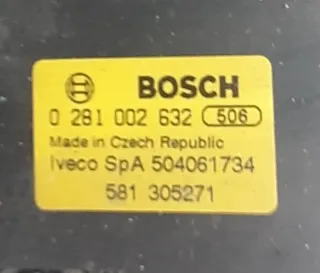 BOSCH
0 281 002 632 506
Made in Czech Republic
Iveco SpA 504061734
581 305271